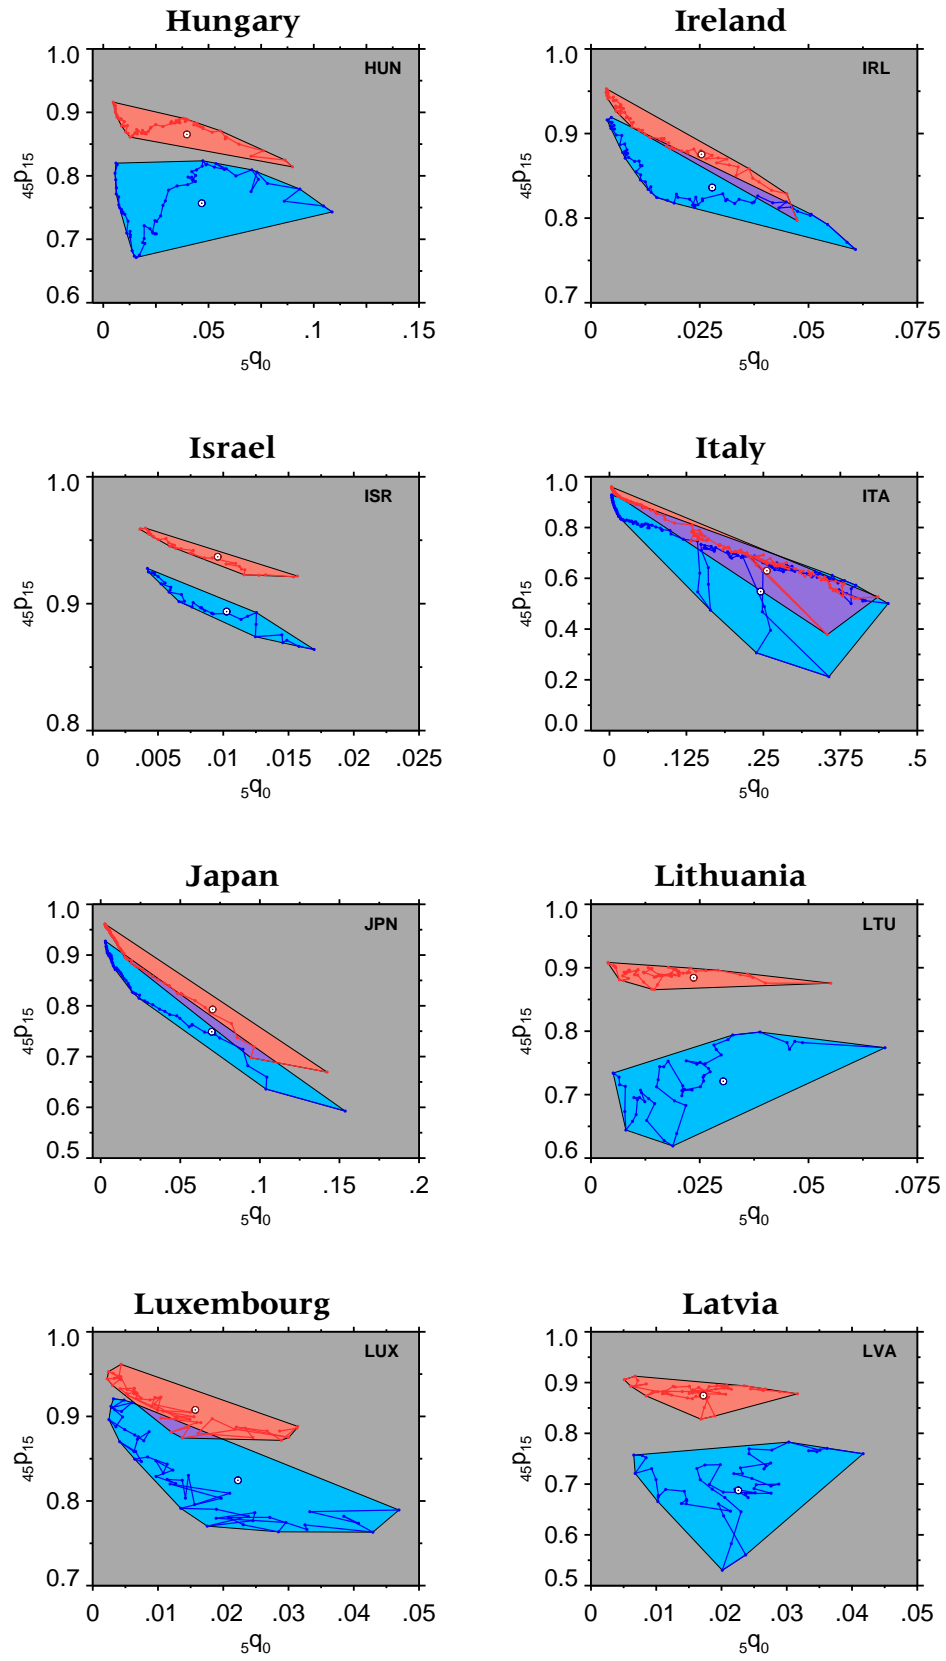 Hungary
1.0
0.9
0.8
0.7
0.6
45p15
HUN
0 .05 .1 .15
5q0
Ireland
1.0
0.9
0.8
0.7
45p15
IRL
0 .025 .05 .075
5q0
Israel
1.0
0.9
0.8
45p15
ISR
0 .005 .01 .015 .02 .025
5q0
Italy
1.0
0.8
0.6
0.4
0.2
0.0
45p15
ITA
0 .125 .25 .375 .5
5q0
Japan
1.0
0.9
0.8
0.7
0.6
0.5
45p15
JPN
0 .05 .1 .15 .2
5q0
Lithuania
1.0
0.9
0.8
0.7
0.6
45p15
LTU
0 .025 .05 .075
5q0
Luxembourg
1.0
0.9
0.8
0.7
45p15
LUX
0 .01 .02 .03 .04 .05
5q0
Latvia
1.0
0.9
0.8
0.7
0.6
0.5
45p15
LVA
0 .01 .02 .03 .04 .05
5q0